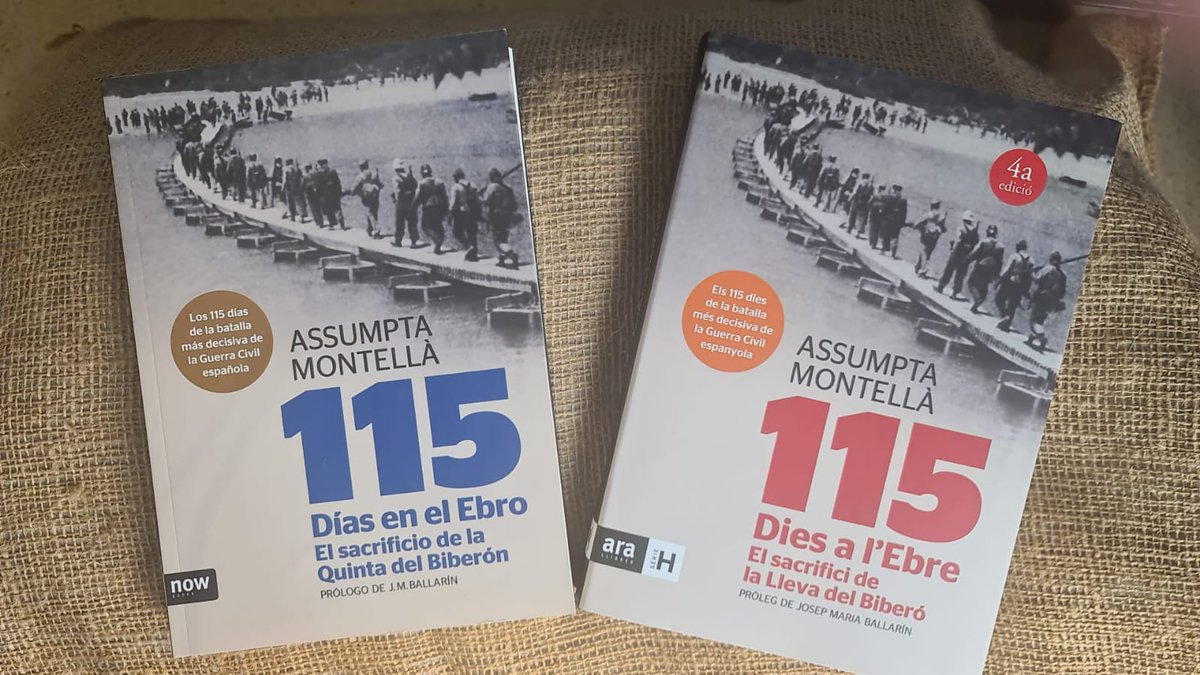 Los 115 días
de la batalla
más decisiva de
la Guerra Civil
española
ASSUMPTA
MONTELLÀ
115
Días en el Ebro
El sacrificio de la
Quinta del Biberón
PRÓLOGO DE J.M.BALLARÍN
now
BOOKS
4a
edició
Els 115 dies
de la batalla
més decisiva de
la Guerra Civil
espanyola
ASSUMPTA
MONTELLÀ
115
Dies a l'Ebre
El sacrifici de
la Lleva del Biberó
PRÒLEG DE JOSEP MARIA BALLARÍN
ara
LLIBRES
SÈRIE H